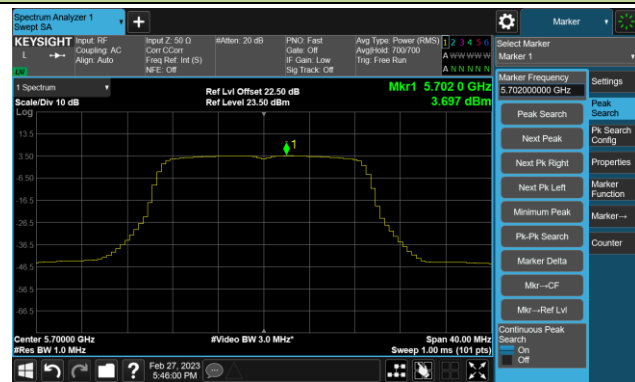 Spectrum Analyzer 1
Swept SA
Marker
KEYSIGHT
L
LV
Input: RF
Coupling: AC
Align: Auto
Input Z: 50 Ω
Corr CCorr
Freq Ref: Int (S)
NFE: Off
#Atten: 20 dB
PNO: Fast
Gate: Off
IF Gain: Low
Sig Track: Off
Avg Type: Power (RMS)
Avg|Hold: 700/700
Trig: Free Run
1 2 3 4 5 6
A W W W W W
A N N N N N
Select Marker
Marker 1
1 Spectrum
Scale/Div 10 dB
Log
Ref Lvl Offset 22.50 dB
Ref Level 23.50 dBm
Mkr1 5.702 0 GHz
3.697 dBm
13.5
3.50
-6.50
-16.5
-26.5
-36.5
-46.5
-56.5
-66.5
1
Center 5.70000 GHz
#Res BW 1.0 MHz
#Video BW 3.0 MHz*
Span 40.00 MHz
Sweep 1.00 ms (101 pts)
Marker Frequency
5.702000000 GHz
Peak Search
Next Peak
Next Pk Right
Next Pk Left
Minimum Peak
Pk-Pk Search
Marker Delta
Mkr→CF
Mkr→Ref Lvl
Continuous Peak
Search
On
Off
Settings
Peak
Search
Pk Search
Config
Properties
Marker
Function
Marker→
Counter
?
Feb 27, 2023
5:46:00 PM